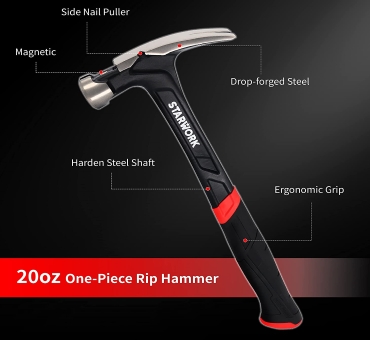 Side Nail Puller
Magnetic
Drop-forged Steel
STARWORK
Harden Steel Shaft
Ergonomic Grip
20oz One-Piece Rip Hammer